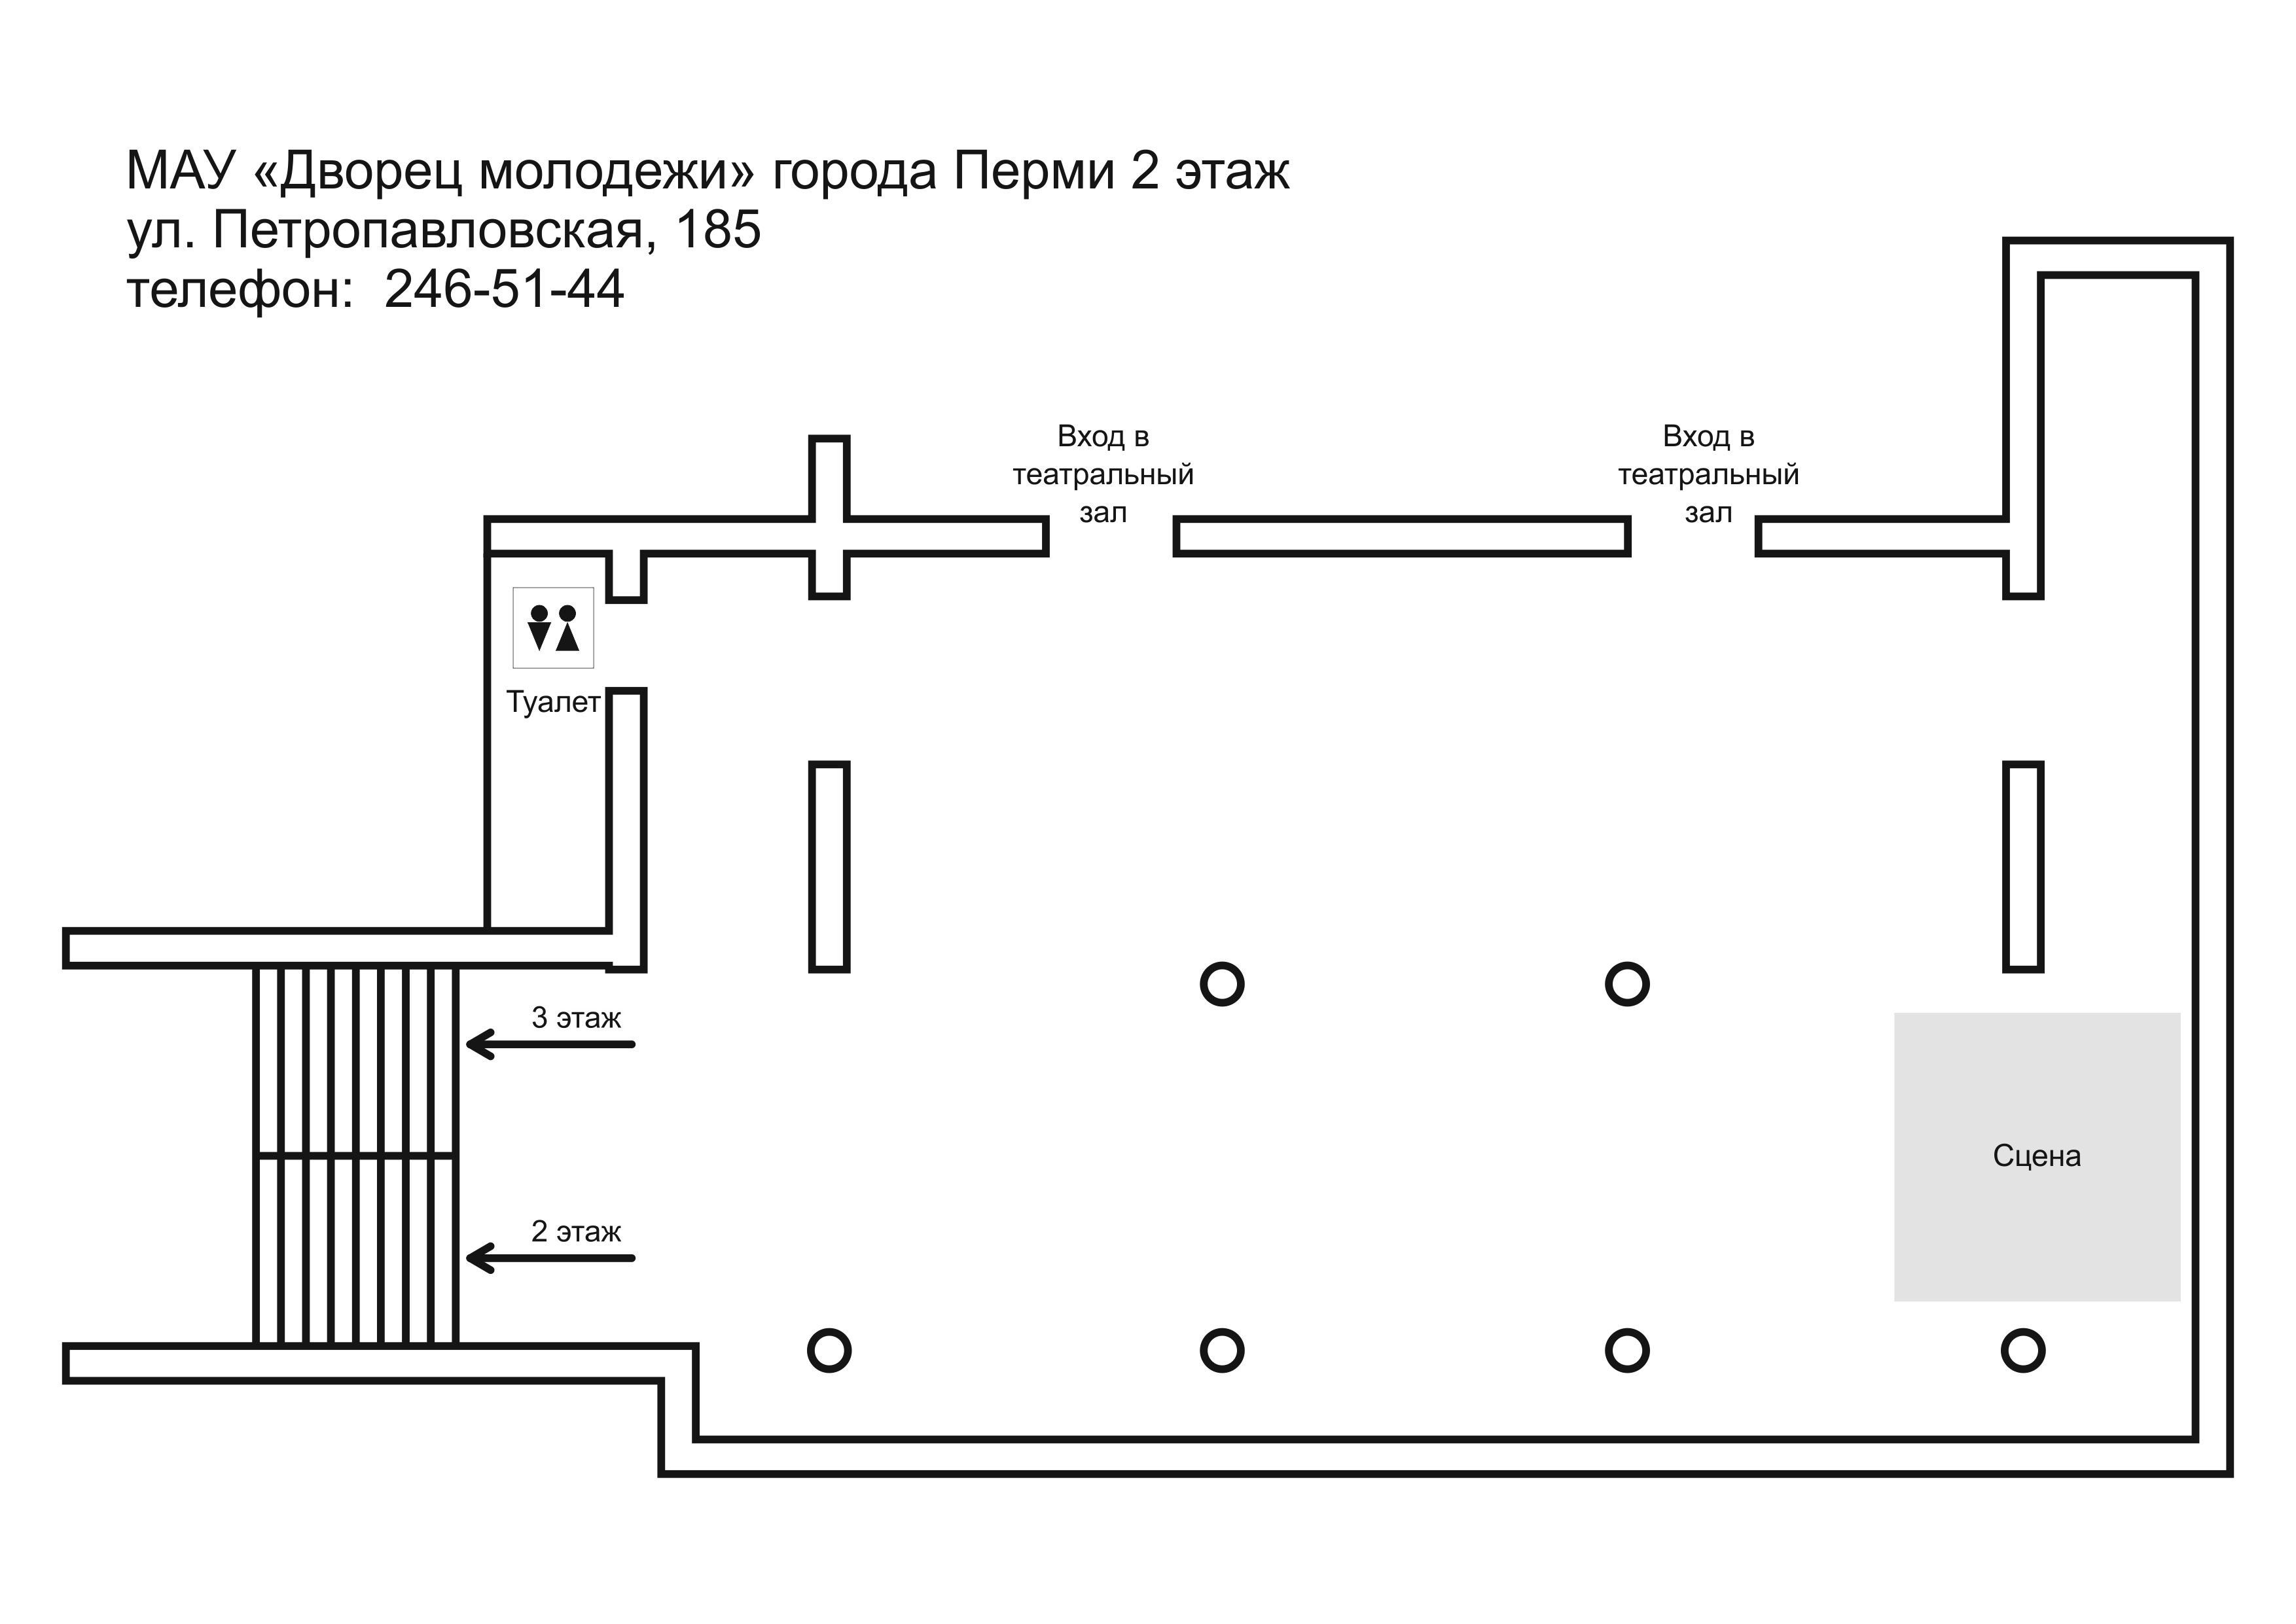 МАУ «Дворец молодежи» города Перми 2 этаж
ул. Петропавловская, 185
телефон: 246-51-44
Вход в
театральный
зал
Вход в
театральный
зал
Туалет
3 этаж
Сцена
2 этаж